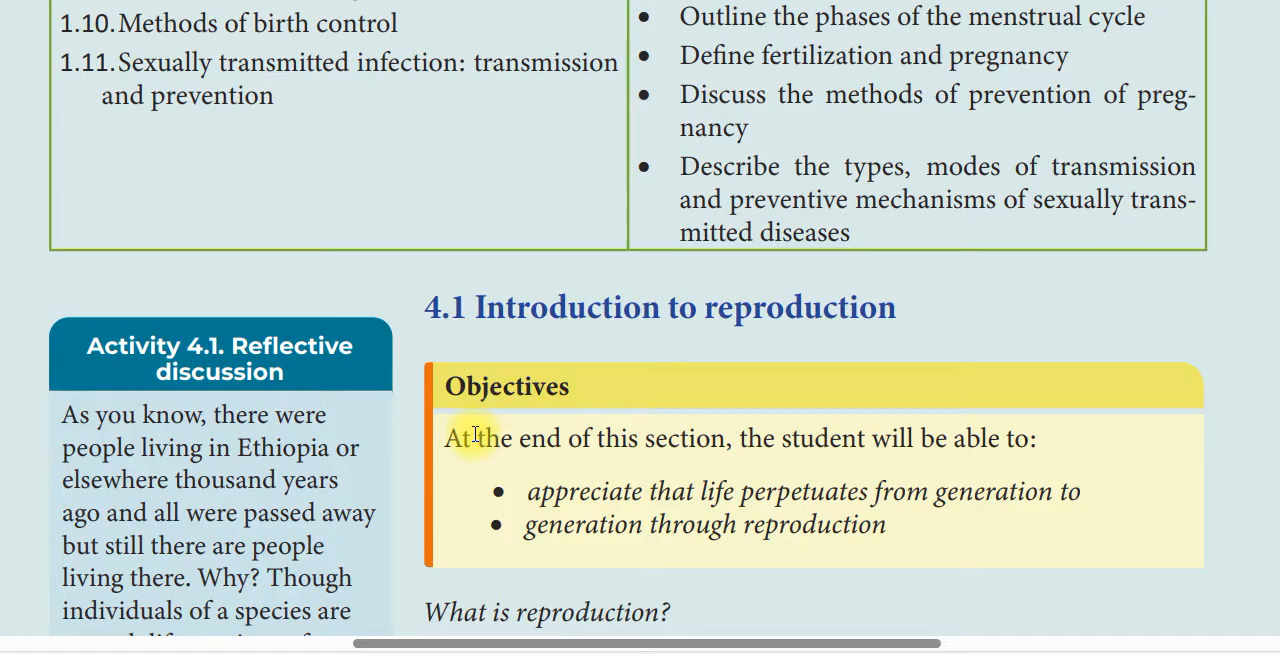 1.10. Methods of birth control
1.11. Sexually transmitted infection: transmission
and prevention
• Outline the phases of the menstrual cycle
• Define fertilization and pregnancy
• Discuss the methods of prevention of preg-
nancy
• Describe the types, modes of transmission
and preventive mechanisms of sexually trans-
mitted diseases
Activity 4.1. Reflective
discussion
As you know, there were
people living in Ethiopia or
elsewhere thousand years
ago and all were passed away
but still there are people
living there. Why? Though
individuals of a species are
4.1 Introduction to reproduction
Objectives
At the end of this section, the student will be able to:
• appreciate that life perpetuates from generation to
• generation through reproduction
What is reproduction?